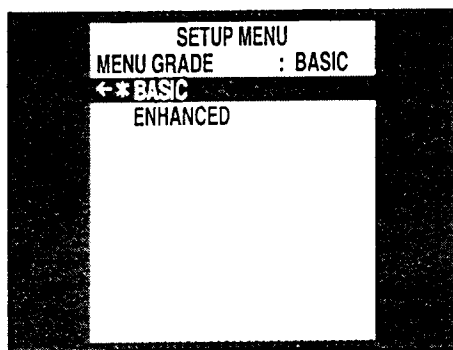 SETUP MENU
MENU GRADE : BASIC
←*BASIC
ENHANCED